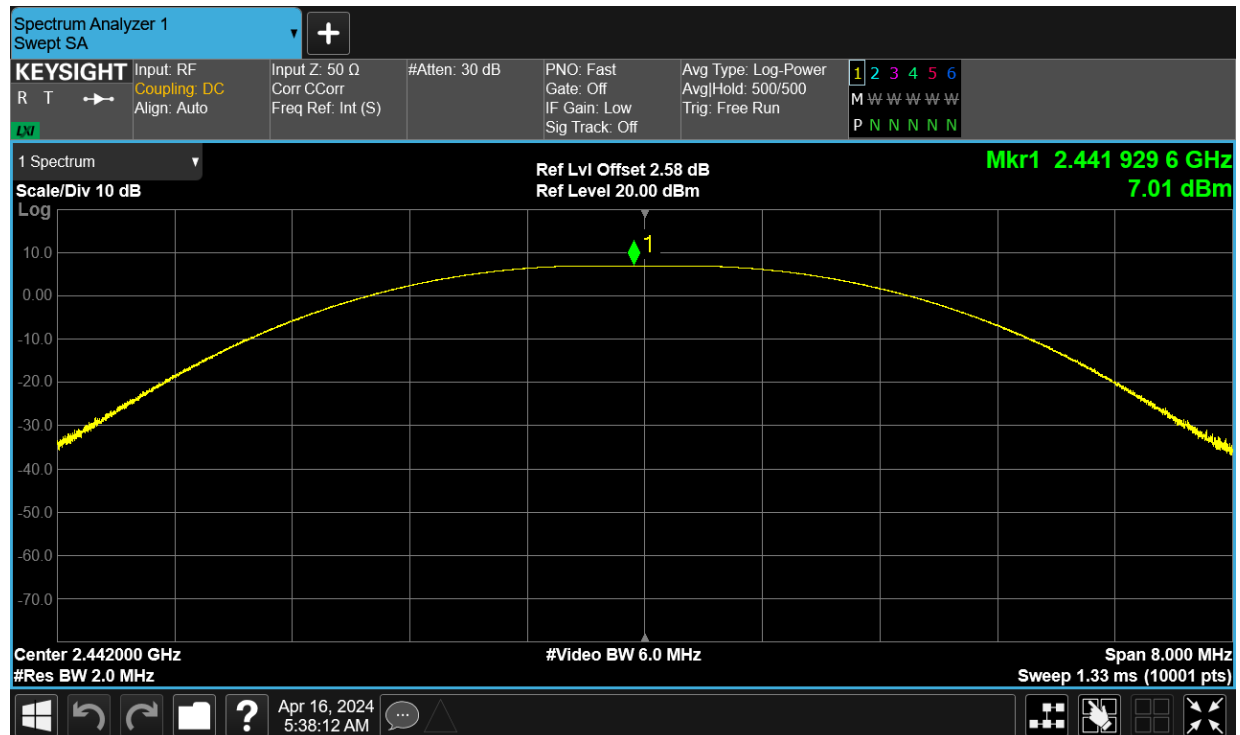 Spectrum Analyzer 1
Swept SA
+
KEYSIGHT
R T
LXI
Input: RF
Coupling: DC
Align: Auto
Input Z: 50 Ω
Corr CCorr
Freq Ref: Int (S)
#Atten: 30 dB
PNO: Fast
Gate: Off
IF Gain: Low
Sig Track: Off
Avg Type: Log-Power
Avg|Hold: 500/500
Trig: Free Run
1 2 3 4 5 6
M W W W W W
P N N N N N
1 Spectrum
Scale/Div 10 dB
Log
Ref Lvl Offset 2.58 dB
Ref Level 20.00 dBm
Mkr1 2.441 929 6 GHz
7.01 dBm
1
10.0
0.00
-10.0
-20.0
-30.0
-40.0
-50.0
-60.0
-70.0
Center 2.442000 GHz
#Res BW 2.0 MHz
#Video BW 6.0 MHz
Span 8.000 MHz
Sweep 1.33 ms (10001 pts)
?
Apr 16, 2024
5:38:12 AM